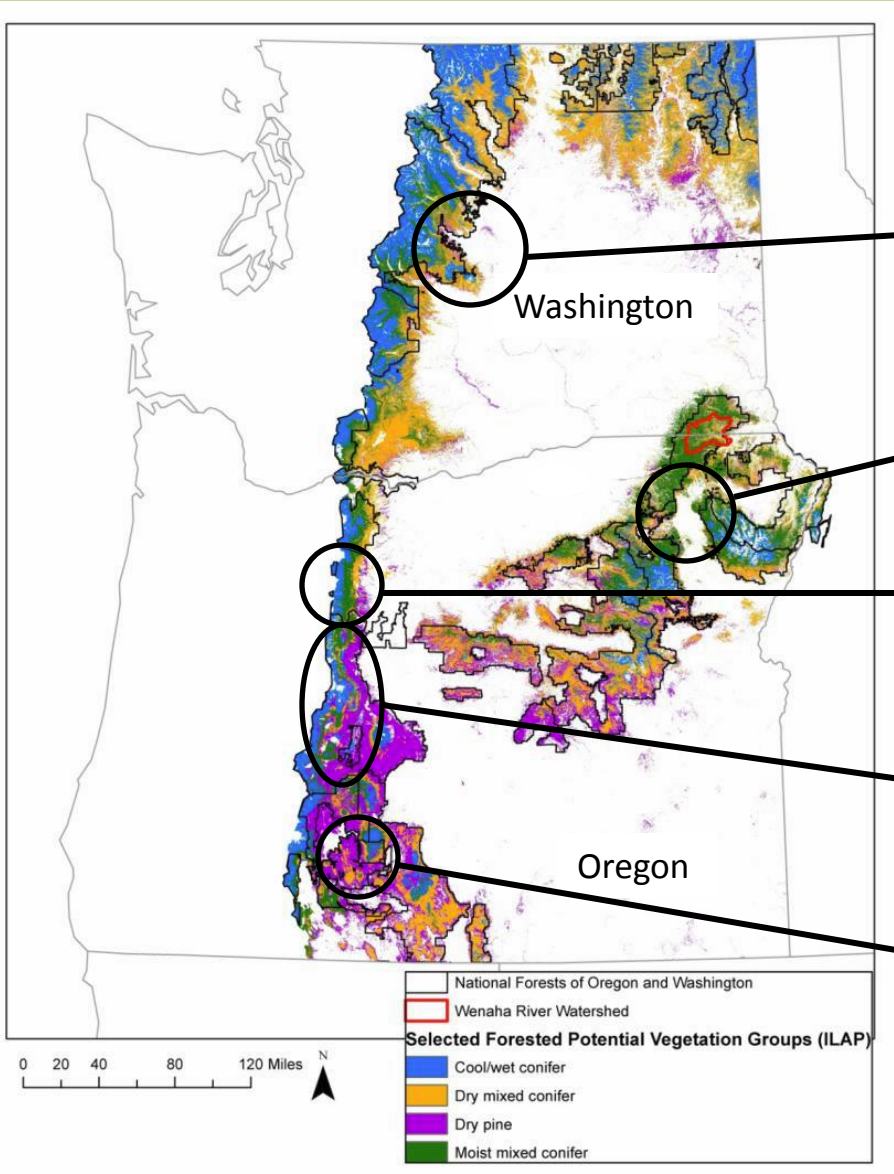 Washington
Oregon
National Forests of Oregon and Washington
Wenaha River Watershed
Selected Forested Potential Vegetation Groups (ILAP)
Cool/wet conifer
Dry mixed conifer
Dry pine
Moist mixed conifer
0 20 40 80 120 Miles
N